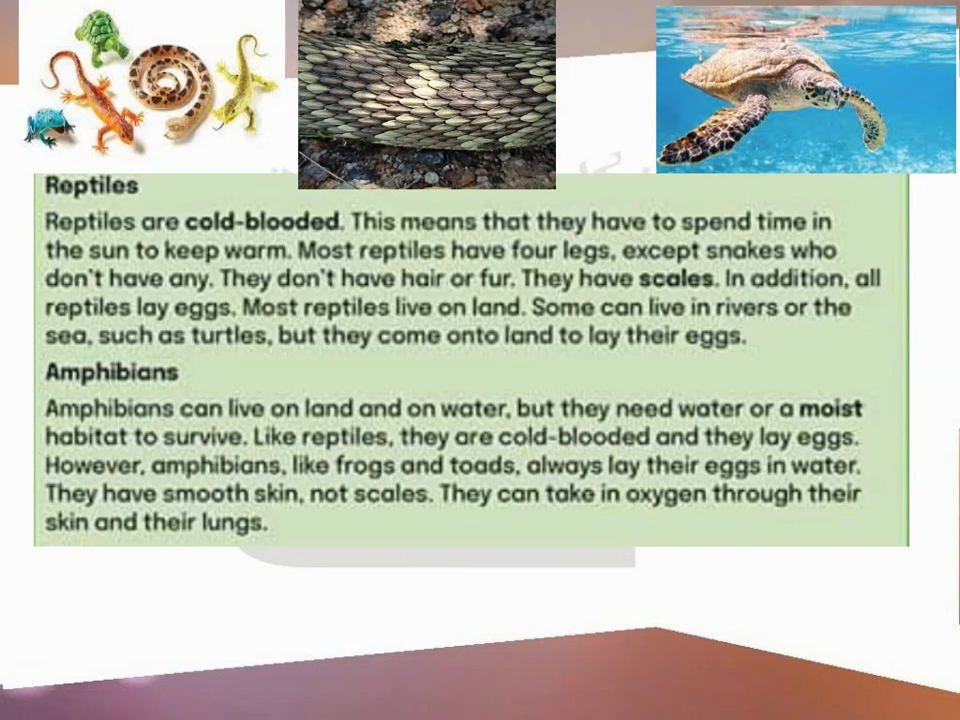 Reptiles
Reptiles are cold-blooded. This means that they have to spend time in
the sun to keep warm. Most reptiles have four legs, except snakes who
don't have any. They don't have hair or fur. They have scales. In addition, all
reptiles lay eggs. Most reptiles live on land. Some can live in rivers or the
sea, such as turtles, but they come onto land to lay their eggs.
Amphibians
Amphibians can live on land and on water, but they need water or a moist
habitat to survive. Like reptiles, they are cold-blooded and they lay eggs.
However, amphibians, like frogs and toads, always lay their eggs in water.
They have smooth skin, not scales. They can take in oxygen through their
skin and their lungs.